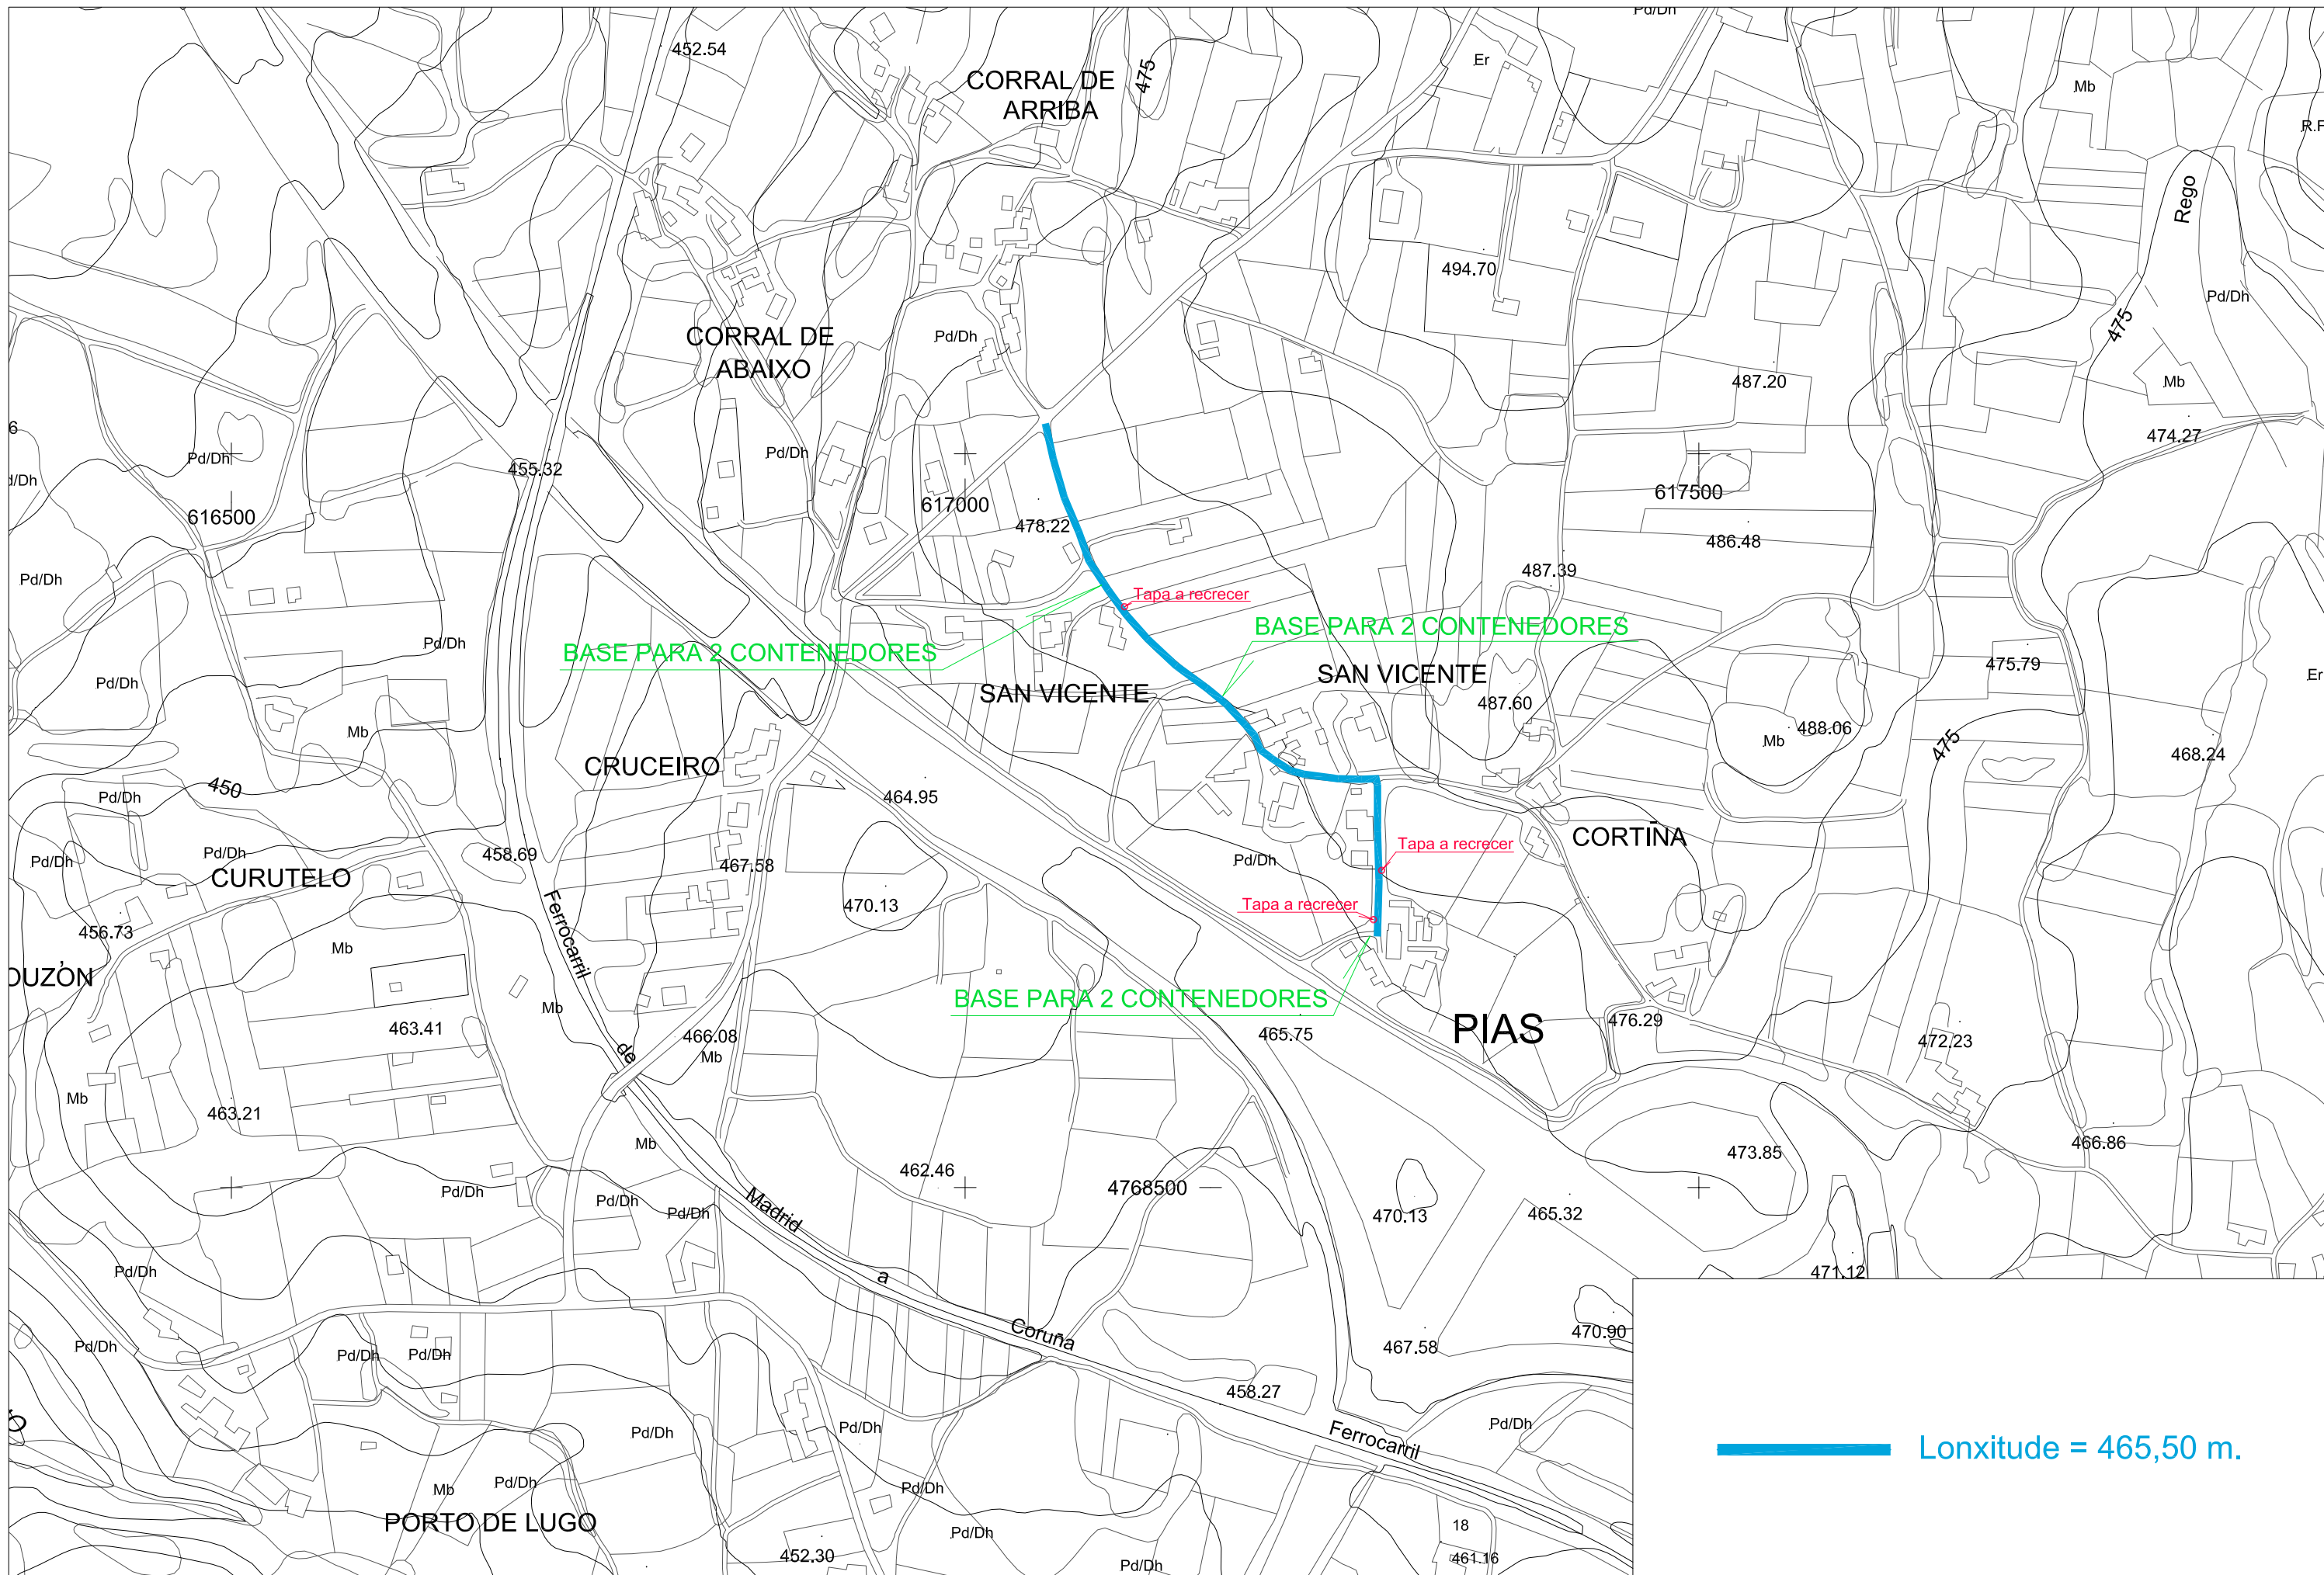 Pd/Dh
452.54
CORRAL DE
ARRIBA
475
Er
Mb
R.F
Rego
494.70
Pd/Dh
475
CORRAL DE
ABAIXO
Pd/Dh
487.20
Mb
474.27
6
Pd/Dh
Pd/Dh
455.32
616500
617000
478.22
617500
486.48
487.39
/Dh
Pd/Dh
Tapa a recrecer
BASE PARA 2 CONTENEDORES
BASE PARA 2 CONTENEDORES
Pd/Dh
SAN VICENTE
SAN VICENTE
475.79
Er
Pd/Dh
487.60
488.06
Mb
Mb
475
468.24
CRUCEIRO
450
Pd/Dh
464.95
CORTIÑA
Tapa a recrecer
Pd/Dh
Pd/Dh
458.69
467.58
Pd/Dh
CURUTELO
470.13
Tapa a recrecer
456.73
Mb
Ferrocarril
OUZÓN
BASE PARA 2 CONTENEDORES
Mb
463.41
PIAS
466.08
465.75
476.29
472.23
de
Mb
Mb
463.21
Mb
466.86
473.85
462.46
4768500
Pd/Dh
Pd/Dh
Pd/Dh
Madrid
470.13
465.32
Pd/Dh
a
471.12
Coruña
470.90
467.58
Pd/Dh
Pd/Dh
Pd/Dh
458.27
Ferrocarril
Pd/Dh
Pd/Dh
Pd/Dh
Lonxitude = 465,50 m.
Mb
Pd/Dh
Pd/Dh
PORTO DE LUGO
Pd/Dh
18
452.30
461.16
Pd/Dh